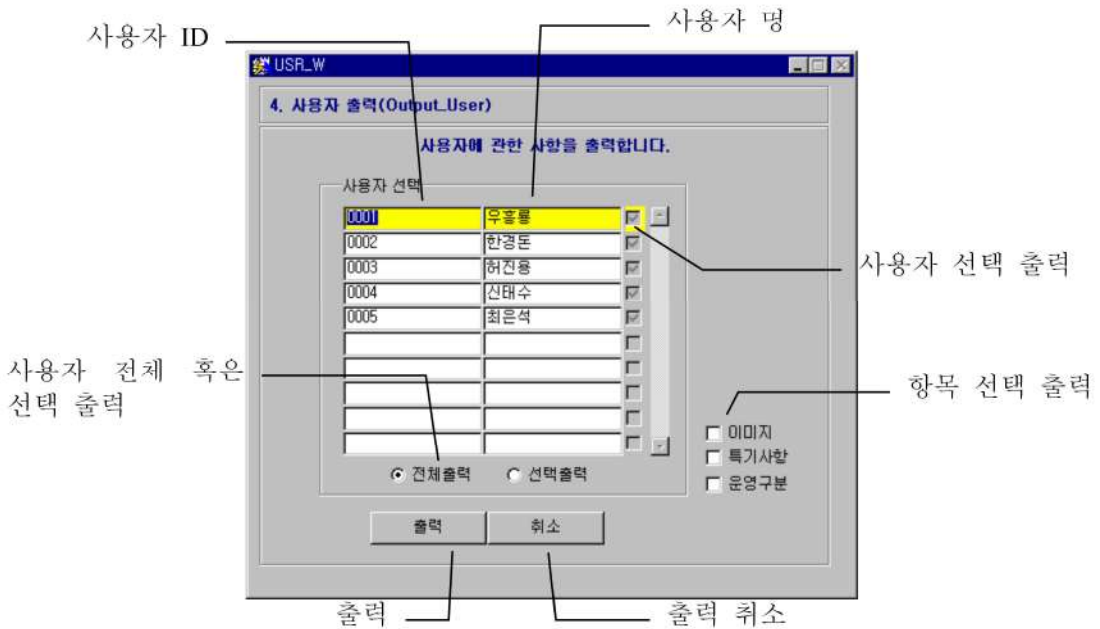 사용자 명
사용자 ID
USR_W
4. 사용자 출력(Output_User)
사용자에 관한 사항을 출력합니다.
사용자 선택
0001 우흥룡
0002 한경돈
0003 허진용
0004 신태수
0005 최은석
사용자 선택 출력
사용자 전체 혹은
선택 출력
항목 선택 출력
이미지
특기사항
운영구분
전체출력 선택출력
출력 취소
출력
출력 취소